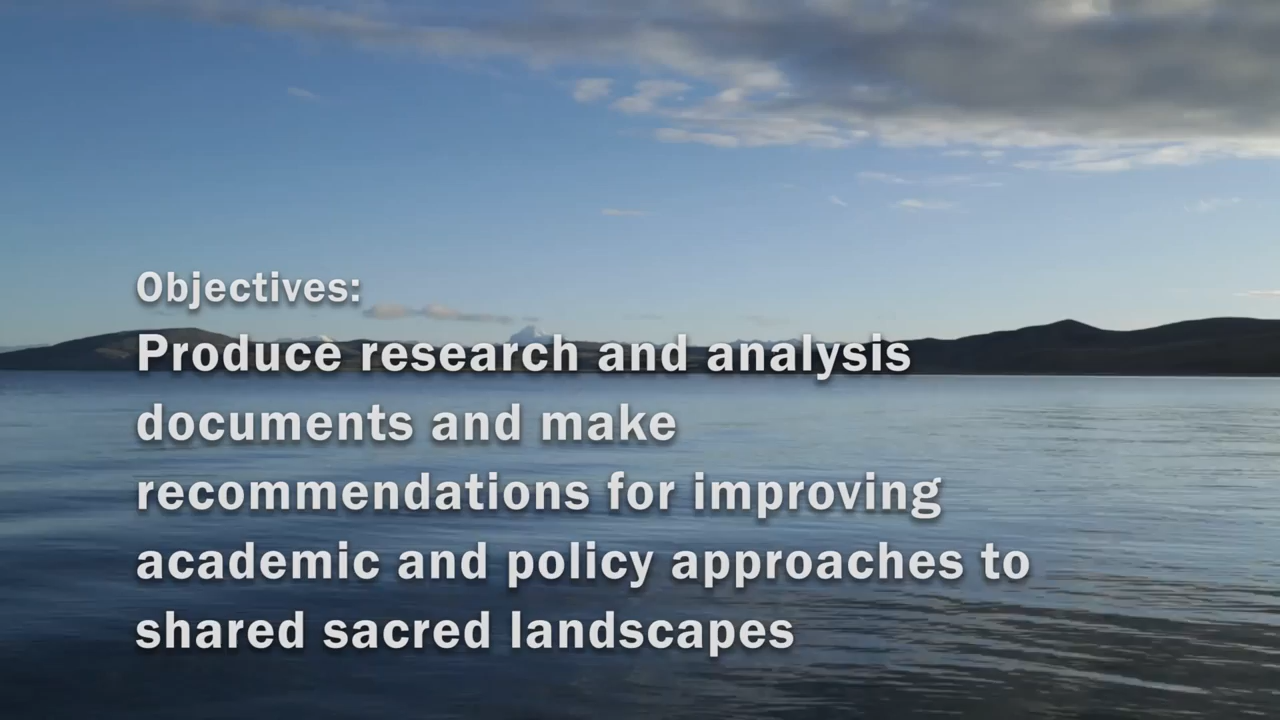 Objectives:
Produce research and analysis
documents and make
recommendations for improving
academic and policy approaches to
shared sacred landscapes